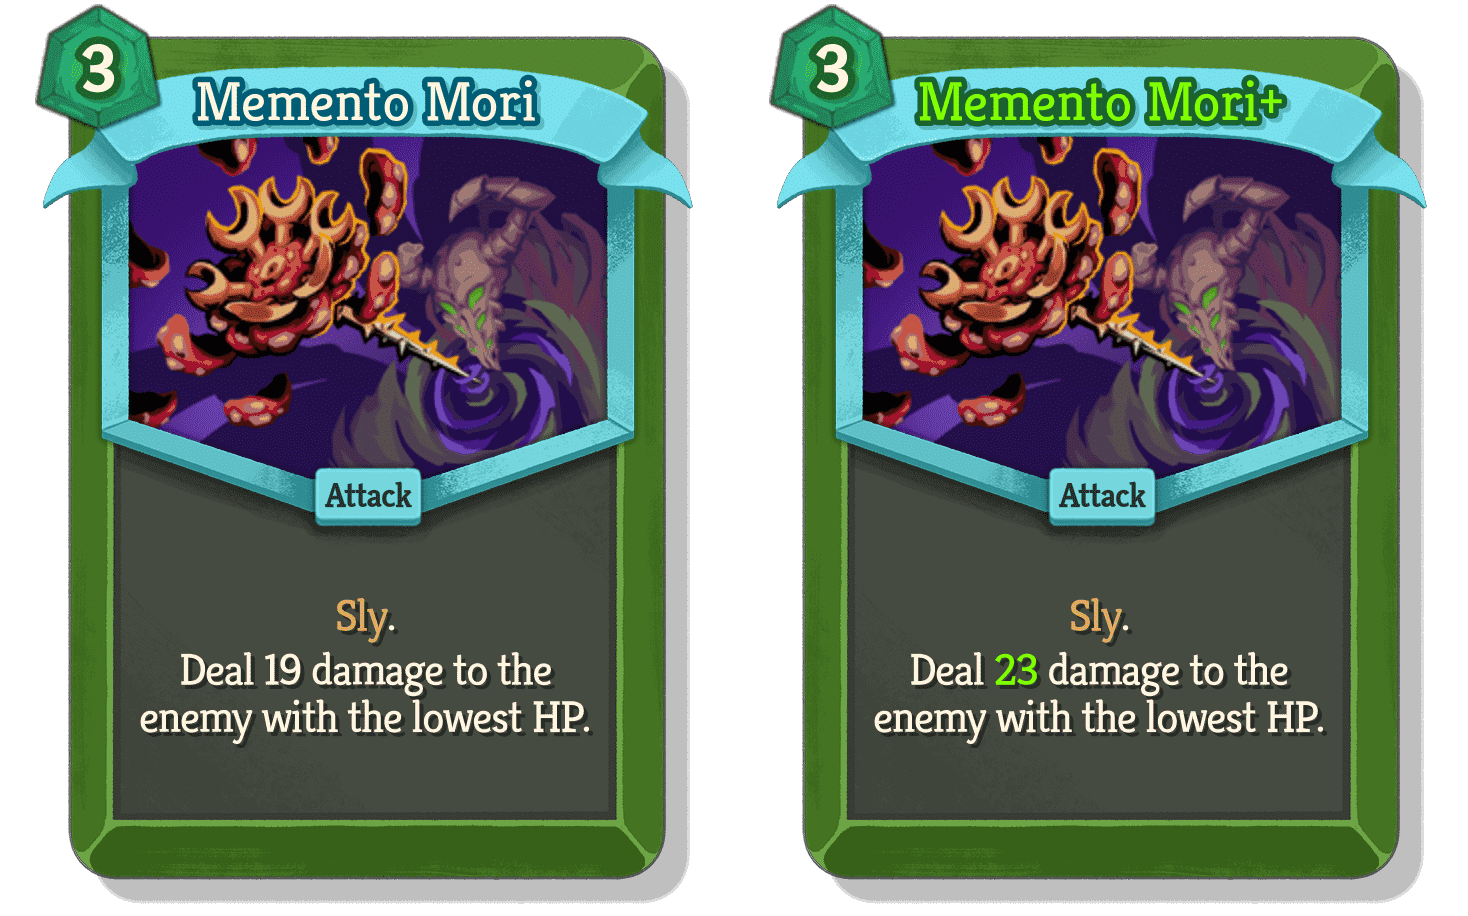 3
Memento Mori
Attack
Sly.
Deal 19 damage to the
enemy with the lowest HP.
3
Memento Mori+
Attack
Sly.
Deal 23 damage to the
enemy with the lowest HP.